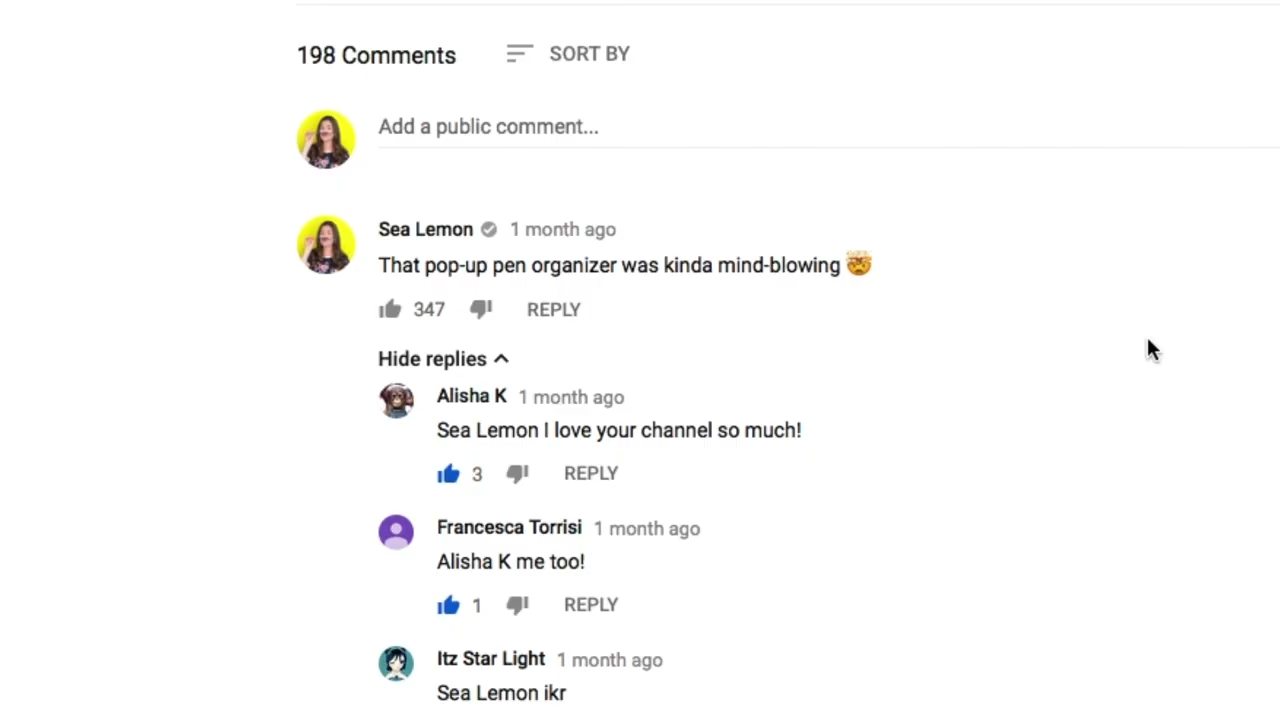 198 Comments SORT BY
Add a public comment...
Sea Lemon 1 month ago
That pop-up pen organizer was kinda mind-blowing 🤯
347 REPLY
Hide replies
Alisha K 1 month ago
Sea Lemon I love your channel so much!
3 REPLY
Francesca Torrisi 1 month ago
Alisha K me too!
1 REPLY
Itz Star Light 1 month ago
Sea Lemon ikr